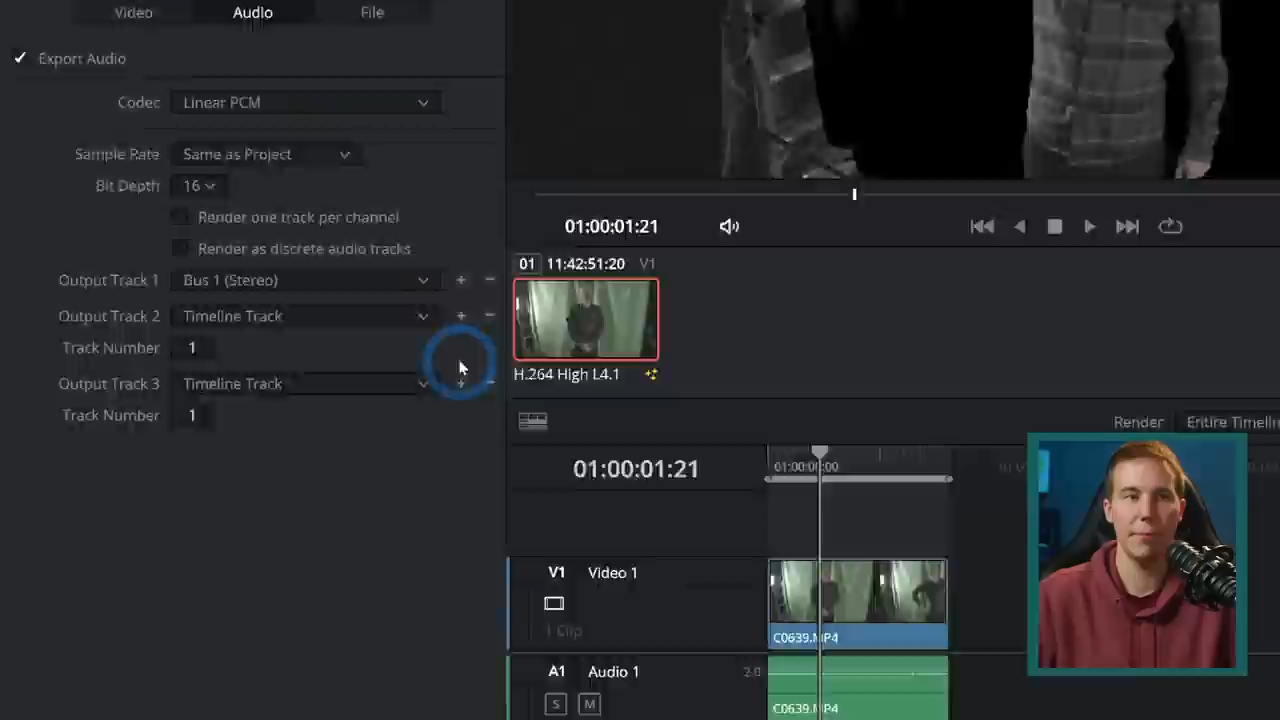 Video Audio File
Export Audio
Codec Linear PCM
Sample Rate Same as Project
Bit Depth 16
Render one track per channel
Render as discrete audio tracks
Output Track 1 Bus 1 (Stereo)
Output Track 2 Timeline Track
Track Number 1
Output Track 3 Timeline Track
Track Number 1
01:00:01:21
01 11:42:51:20 V1
H.264 High L4.1
Render Entire Timeli
01:00:01:21
01:00:00:00
V1 Video 1
1 Clip
C0639.MP4
A1 Audio 1 2.0
S M
C0639.MP4